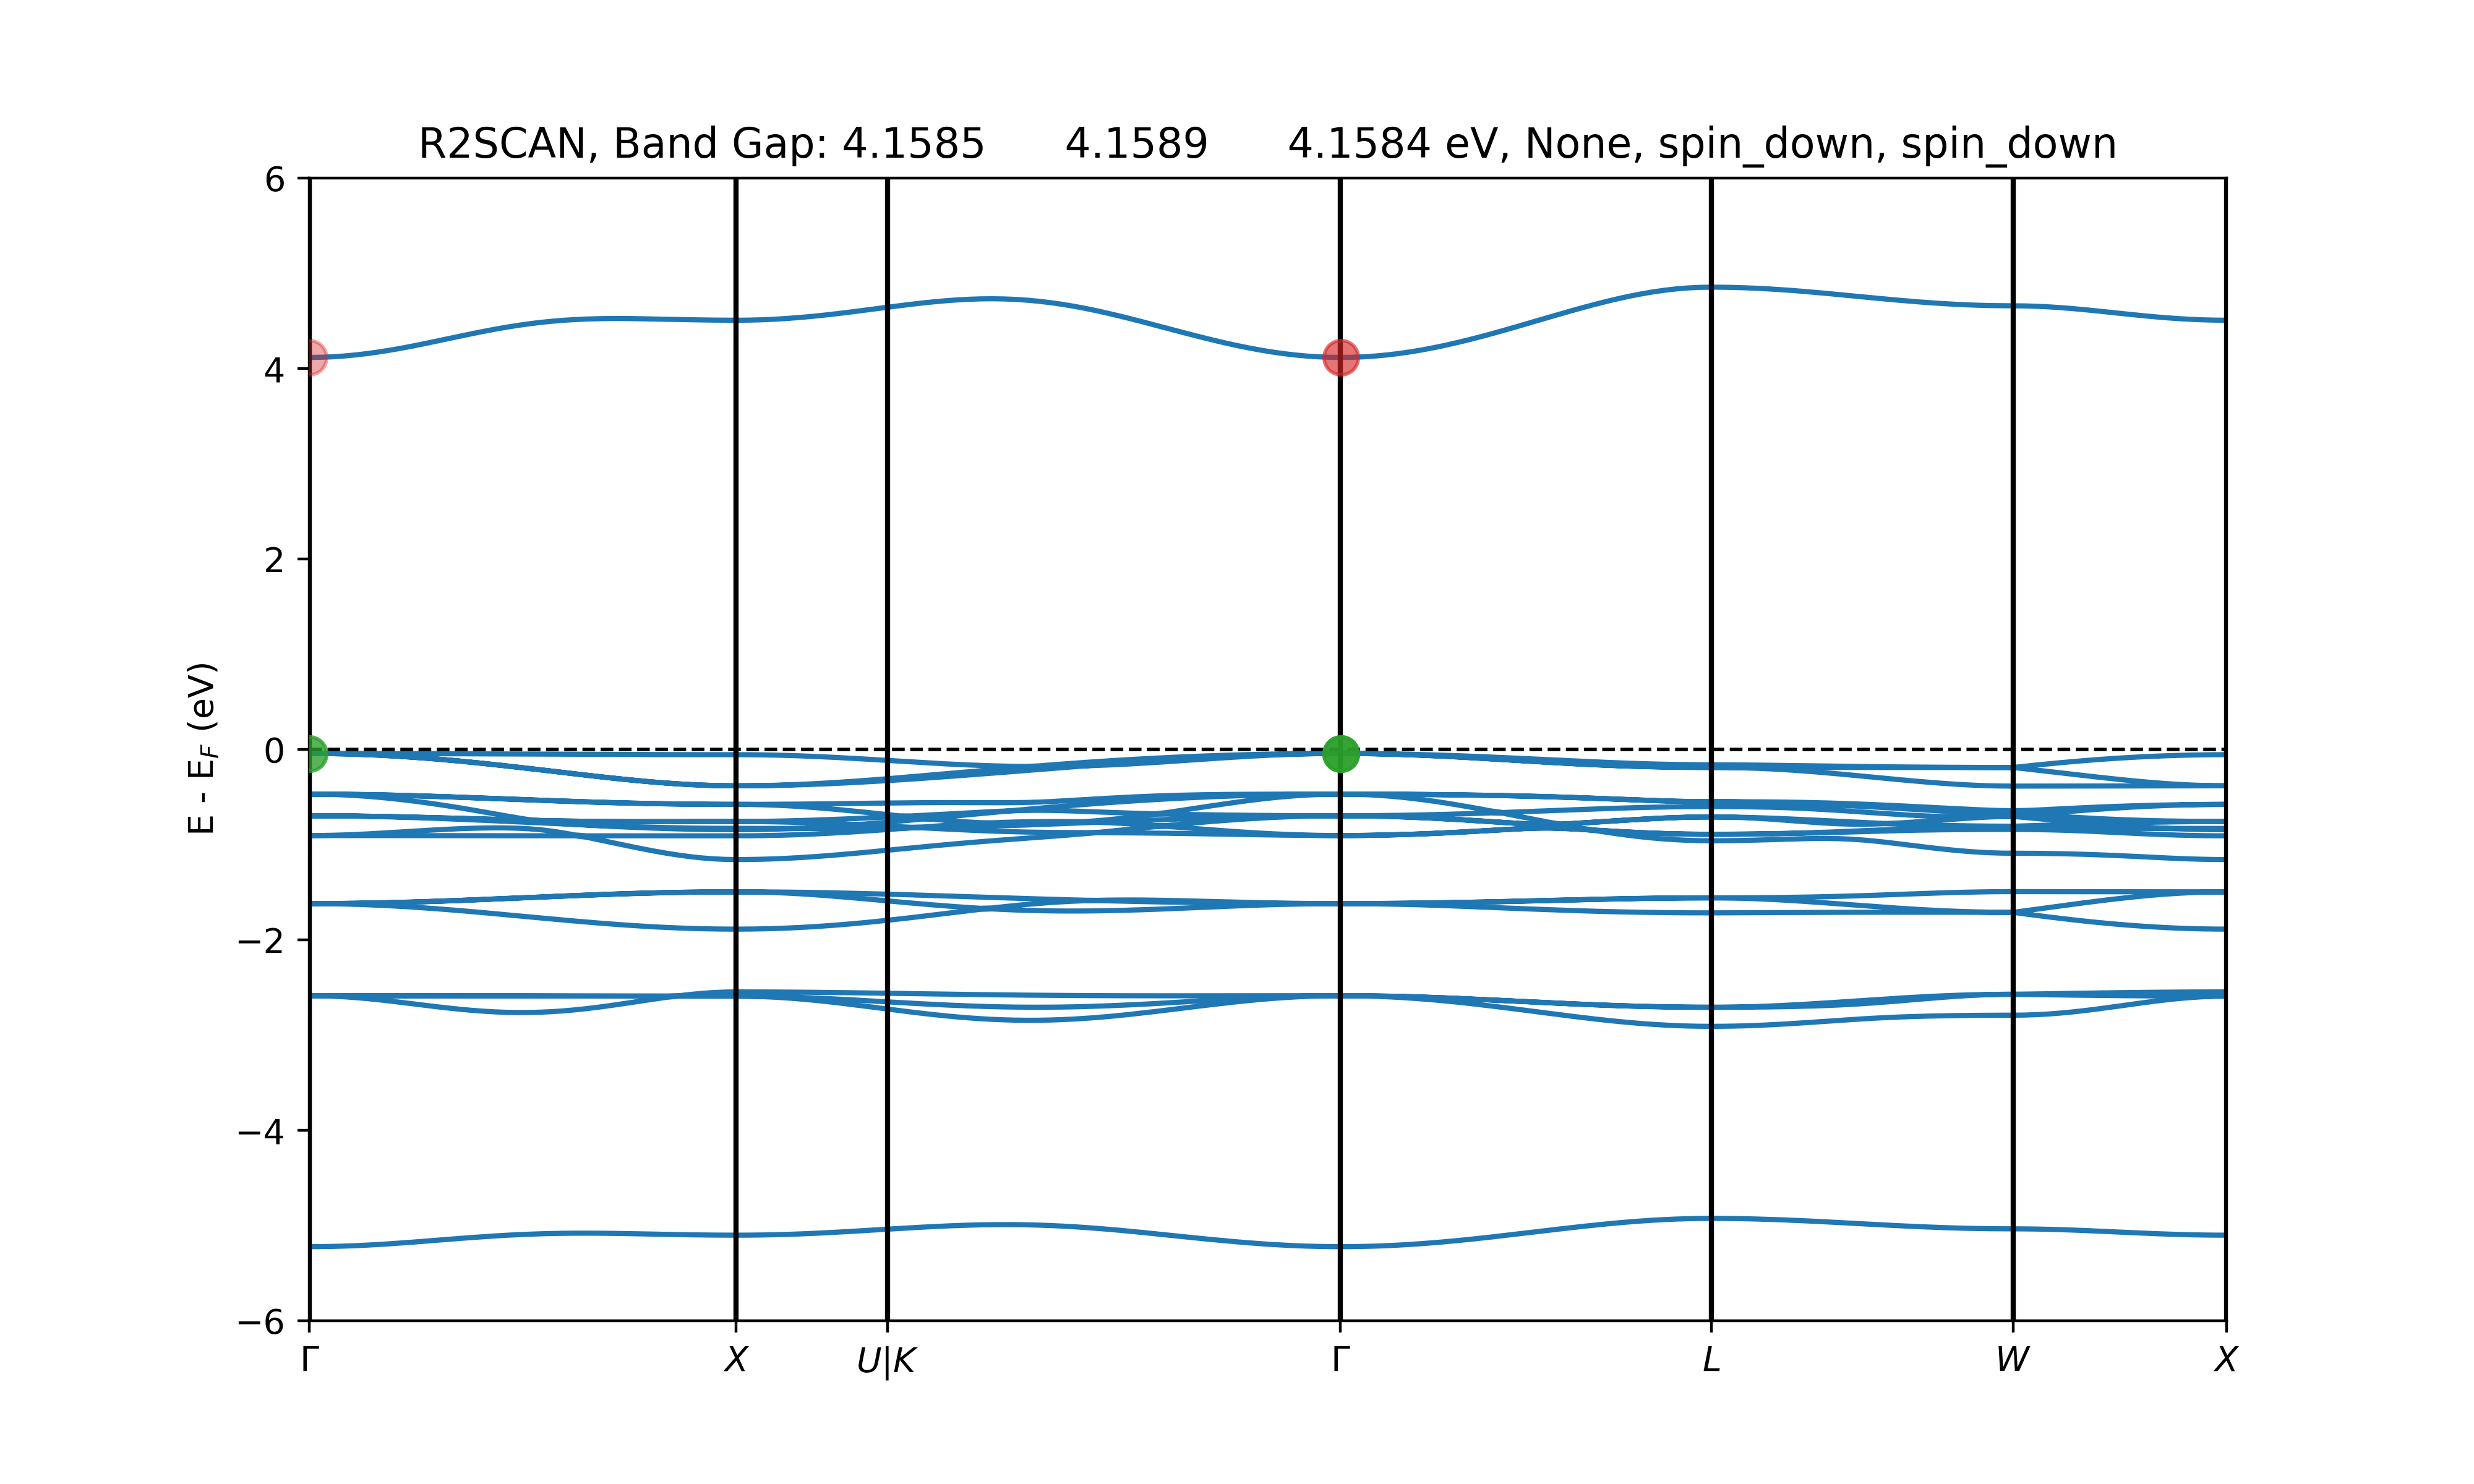 R2SCAN, Band Gap: 4.1585 4.1589 4.1584 eV, None, spin_down, spin_down
6
4
2
0
−2
−4
−6
E - E_F (eV)
Γ X U|K Γ L W X